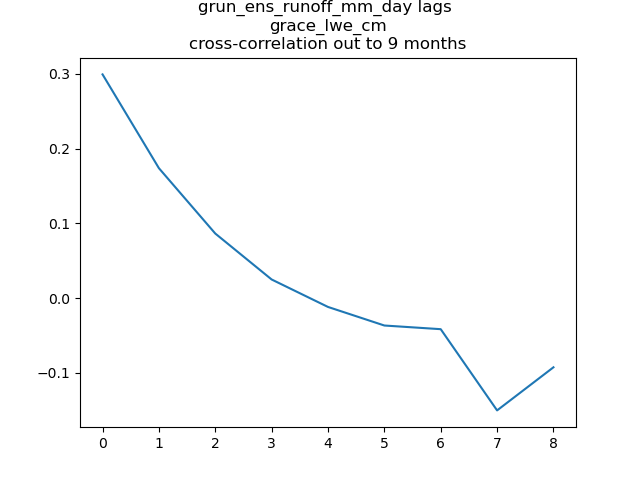 grun_ens_runoff_mm_day lags
grace_lwe_cm
cross-correlation out to 9 months
0.3
0.2
0.1
0.0
−0.1
0 1 2 3 4 5 6 7 8